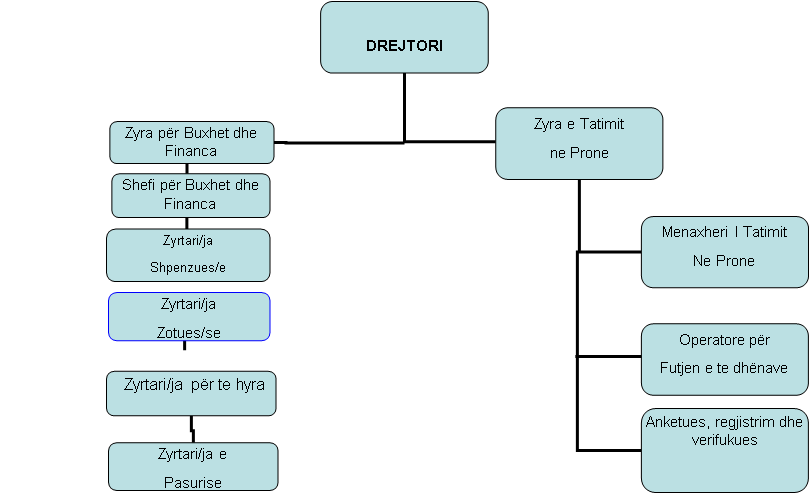 DREJTORI
Zyra për Buxhet dhe
Financa
Shefi për Buxhet dhe
Financa
Zyrtari/ja
Shpenzues/e
Zyrtari/ja
Zotues/se
Zyrtari/ja për te hyra
Zyrtari/ja e
Pasurise
Zyra e Tatimit
ne Prone
Menaxheri I Tatimit
Ne Prone
Operatore për
Futjen e te dhënave
Anketues, regjistrim dhe
verifukues